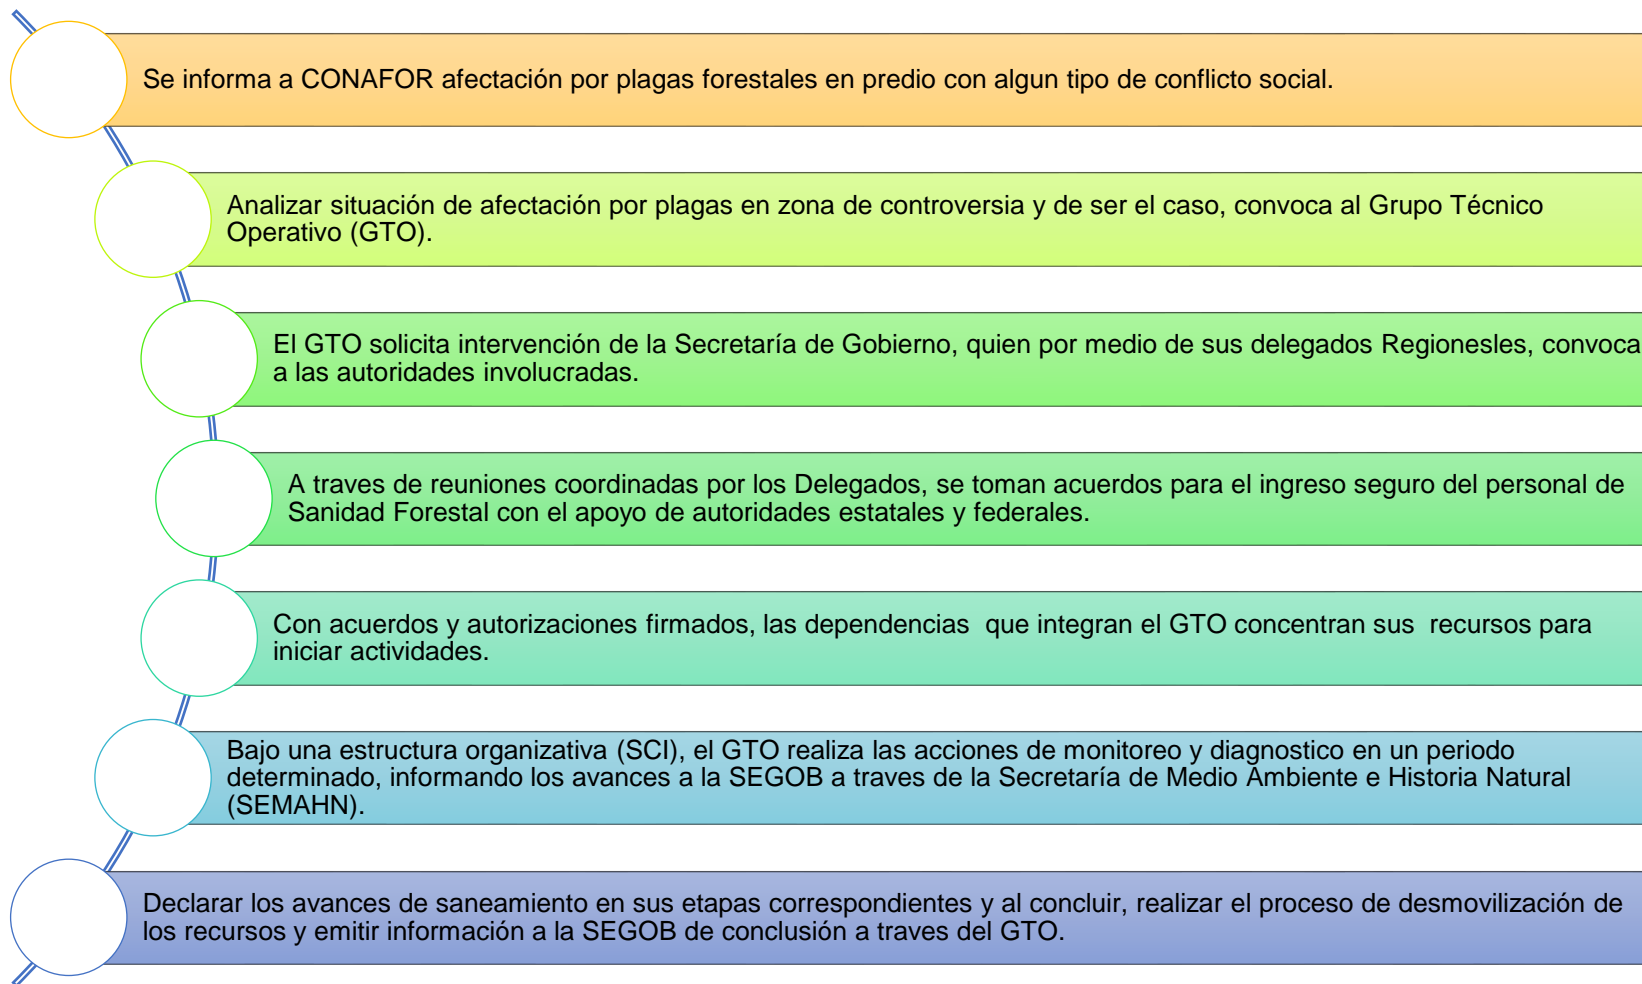 Se informa a CONAFOR afectación por plagas forestales en predio con algun tipo de conflicto social.
Analizar situación de afectación por plagas en zona de controversia y de ser el caso, convoca al Grupo Técnico
Operativo (GTO).
El GTO solicita intervención de la Secretaría de Gobierno, quien por medio de sus delegados Regionesles, convoca
a las autoridades involucradas.
A traves de reuniones coordinadas por los Delegados, se toman acuerdos para el ingreso seguro del personal de
Sanidad Forestal con el apoyo de autoridades estatales y federales.
Con acuerdos y autorizaciones firmados, las dependencias  que integran el GTO concentran sus  recursos para
iniciar actividades.
Bajo una estructura organizativa (SCI), el GTO realiza las acciones de monitoreo y diagnostico en un periodo
determinado, informando los avances a la SEGOB a traves de la Secretaría de Medio Ambiente e Historia Natural
(SEMAHN).
Declarar los avances de saneamiento en sus etapas correspondientes y al concluir, realizar el proceso de desmovilización de
los recursos y emitir información a la SEGOB de conclusión a traves del GTO.